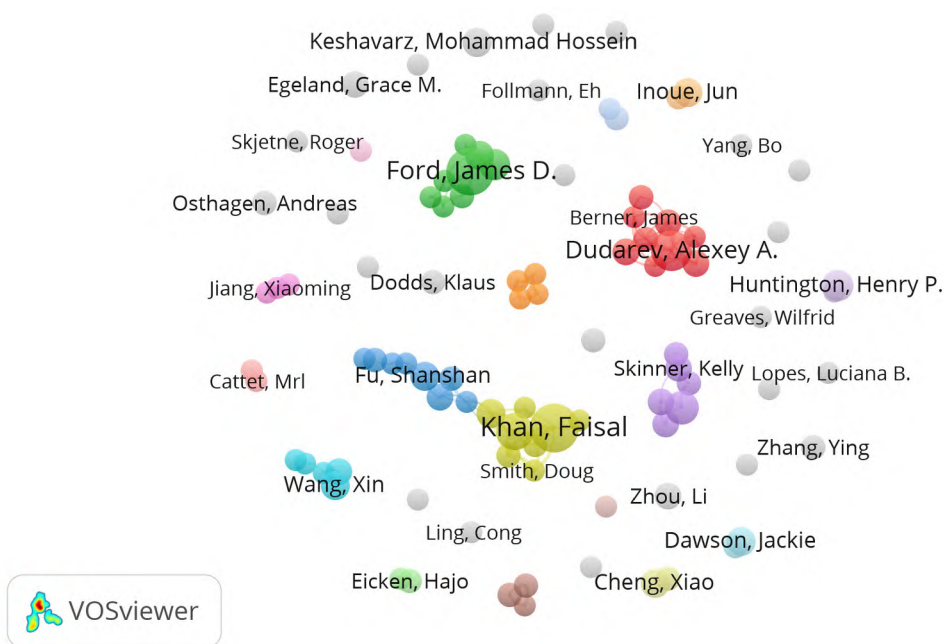 Keshavarz, Mohammad Hossein
Egeland, Grace M.
Follmann, Eh
Inoue, Jun
Skjetne, Roger
Yang, Bo
Ford, James D.
Osthagen, Andreas
Berner, James
Dudarev, Alexey A.
Jiang, Xiaoming
Dodds, Klaus
Huntington, Henry P.
Greaves, Wilfrid
Cattet, Mrl
Fu, Shanshan
Skinner, Kelly
Lopes, Luciana B.
Khan, Faisal
Zhang, Ying
Smith, Doug
Wang, Xin
Zhou, Li
Ling, Cong
Dawson, Jackie
Eicken, Hajo
Cheng, Xiao
VOSviewer